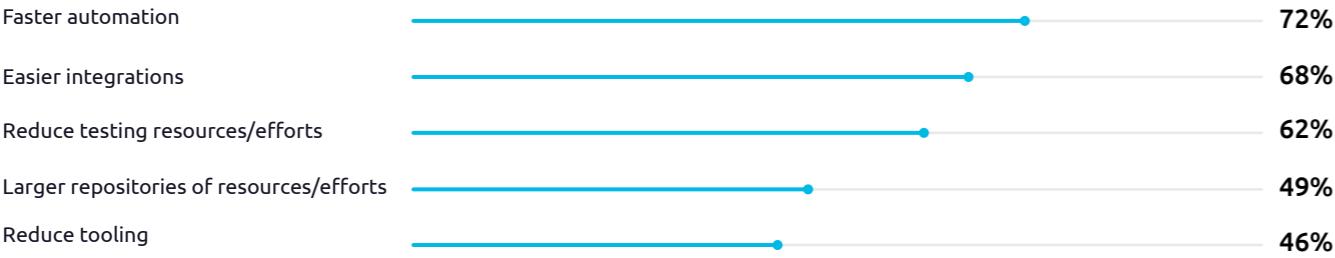 Faster automation 72%
Easier integrations 68%
Reduce testing resources/efforts 62%
Larger repositories of resources/efforts 49%
Reduce tooling 46%